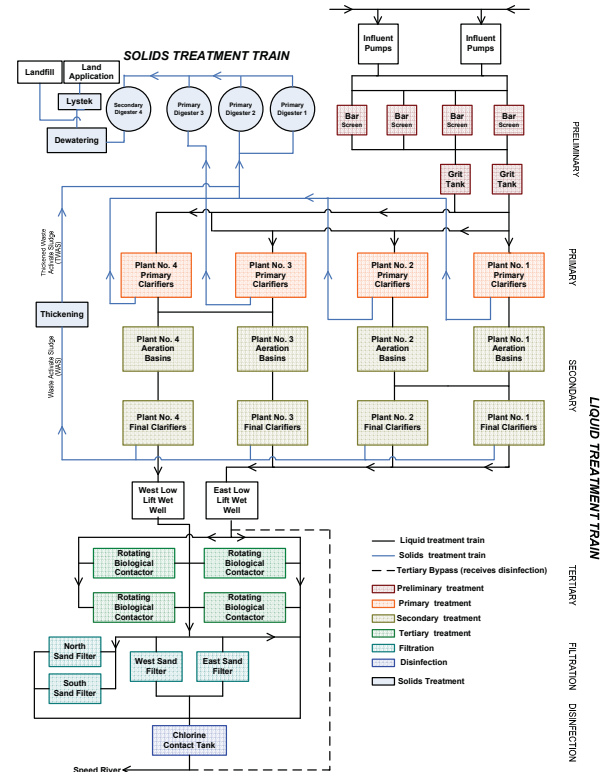 SOLIDS TREATMENT TRAIN
Influent
Pumps
Influent
Pumps
Landfill
Land
Application
Lystek
Dewatering
Secondary
Digester 4
Primary
Digester 3
Primary
Digester 2
Primary
Digester 1
Bar
Screen
Bar
Screen
Bar
Screen
Bar
Screen
PRELIMINARY
Grit
Tank
Grit
Tank
Thickened Waste
Activate Sludge
(TWAS)
Plant No. 4
Primary
Clarifiers
Plant No. 3
Primary
Clarifiers
Plant No. 2
Primary
Clarifiers
Plant No. 1
Primary
Clarifiers
PRIMARY
Thickening
Waste Activate Sludge
(WAS)
Plant No. 4
Aeration
Basins
Plant No. 3
Aeration
Basins
Plant No. 2
Aeration
Basins
Plant No. 1
Aeration
Basins
SECONDARY
Plant No. 4
Final Clarifiers
Plant No. 3
Final Clarifiers
Plant No. 2
Final Clarifiers
Plant No. 1
Final Clarifiers
LIQUID TREATMENT TRAIN
West Low
Lift Wet
Well
East Low
Lift Wet
Well
Rotating
Biological
Contactor
Rotating
Biological
Contactor
Rotating
Biological
Contactor
Rotating
Biological
Contactor
TERTIARY
North
Sand Filter
South
Sand Filter
West Sand
Filter
East Sand
Filter
FILTRATION
Chlorine
Contact Tank
DISINFECTION
Speed River
Liquid treatment train
Solids treatment train
Tertiary Bypass (receives disinfection)
Preliminary treatment
Primary treatment
Secondary treatment
Tertiary treatment
Filtration
Disinfection
Solids Treatment